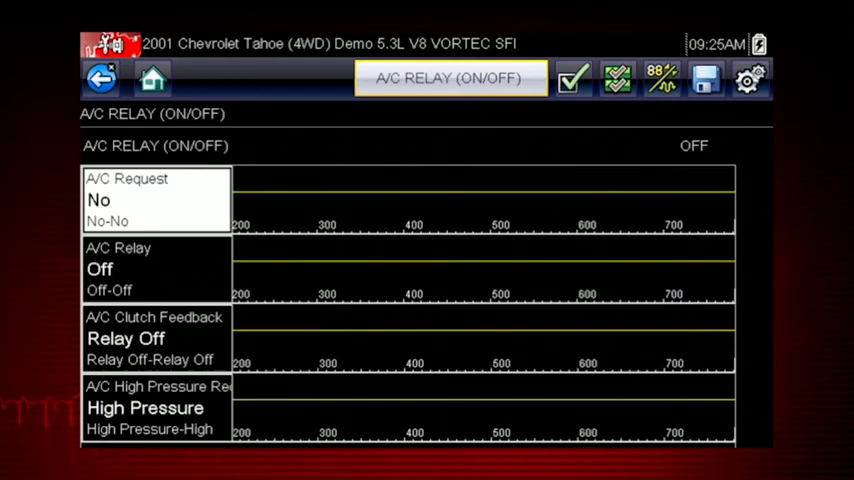 2001 Chevrolet Tahoe (4WD) Demo 5.3L V8 VORTEC SFI
09:25AM
A/C RELAY (ON/OFF)
88
A/C RELAY (ON/OFF)
A/C RELAY (ON/OFF) OFF
A/C Request
No
No-No
200 300 400 500 600 700
A/C Relay
Off
Off-Off
200 300 400 500 600 700
A/C Clutch Feedback
Relay Off
Relay Off-Relay Off
200 300 400 500 600 700
A/C High Pressure Rec
High Pressure
High Pressure-High
200 300 400 500 600 700